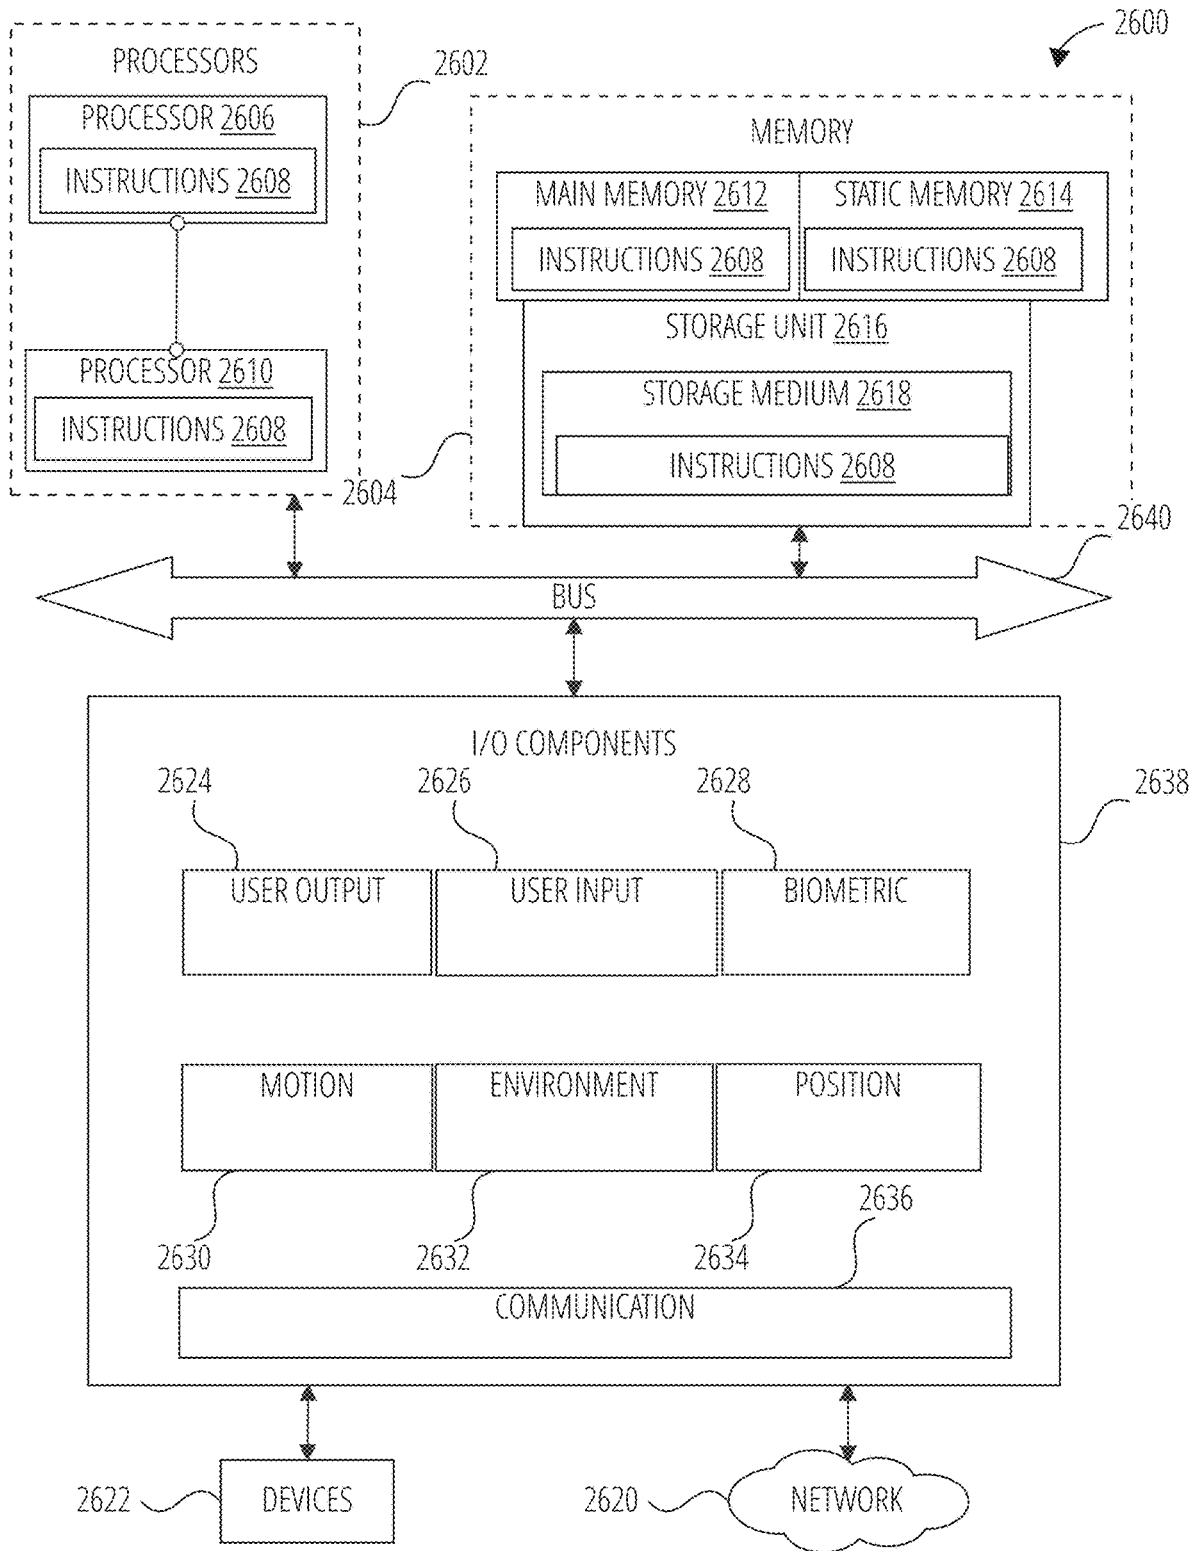 2600
PROCESSORS
2602
PROCESSOR 2606
INSTRUCTIONS 2608
PROCESSOR 2610
INSTRUCTIONS 2608
MEMORY
MAIN MEMORY 2612
STATIC MEMORY 2614
INSTRUCTIONS 2608
INSTRUCTIONS 2608
STORAGE UNIT 2616
STORAGE MEDIUM 2618
INSTRUCTIONS 2608
2604
2640
BUS
I/O COMPONENTS
2638
2624
2626
2628
USER OUTPUT
USER INPUT
BIOMETRIC
MOTION
ENVIRONMENT
POSITION
2630
2632
2634
2636
COMMUNICATION
2622
DEVICES
2620
NETWORK